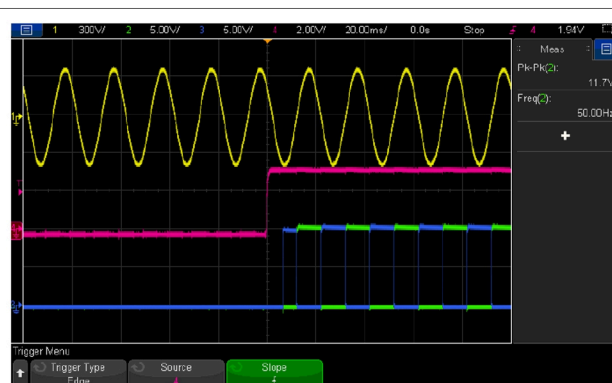 1 300V/ 2 5.00V/ 3 5.00V/ 4 2.00V/ 20.00ms/ 0.0s Stop 4 1.94V
Meas
Pk-Pk(2):
11.7V
Freq(2):
50.00Hz
Trigger Menu
Trigger Type
Edge
Source
4
Slope